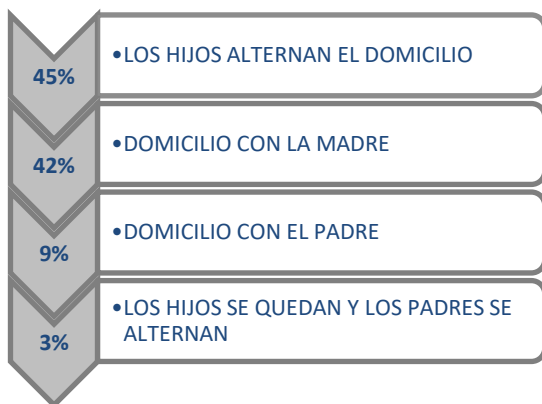 45%
•LOS HIJOS ALTERNAN EL DOMICILIO
42%
•DOMICILIO CON LA MADRE
9%
•DOMICILIO CON EL PADRE
3%
•LOS HIJOS SE QUEDAN Y LOS PADRES SE
ALTERNAN